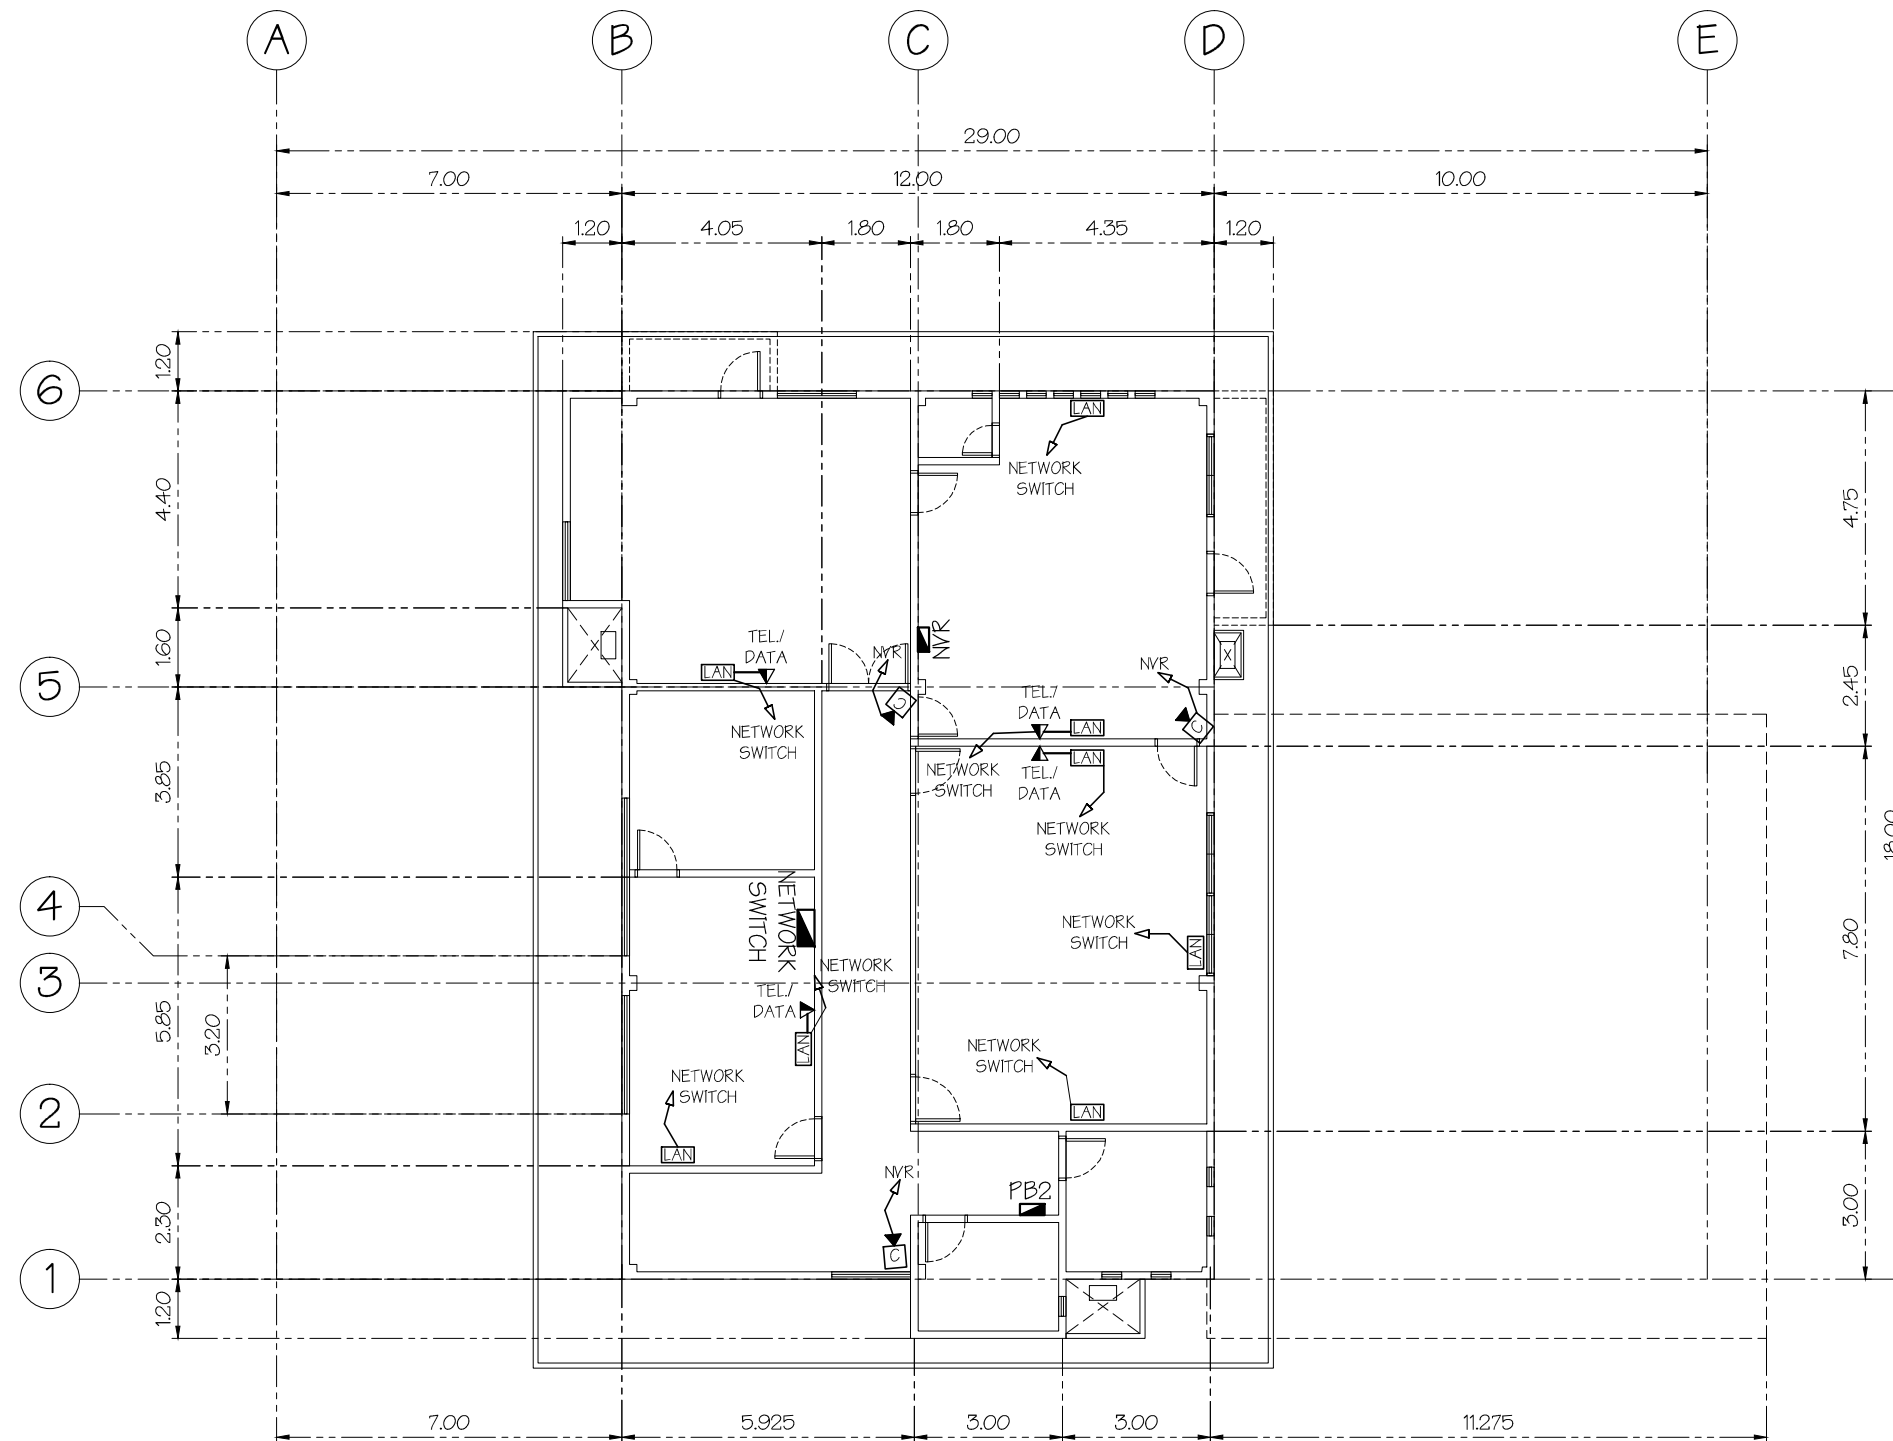 A
B
C
D
E
29.00
7.00
12.00
10.00
1.20
4.05
1.80
1.80
4.35
1.20
1.20
6
LAN
NETWORK
SWITCH
4.40
4.75
1.60
TEL./
DATA
NVR
NVR
NVR
LAN
5
C
C
2.45
NETWORK
SWITCH
TEL./
DATA
LAN
NETWORK
SWITCH
TEL./
DATA
LAN
3.85
NETWORK
SWITCH
18.00
4
NETWORK
SWITCH
NETWORK
SWITCH
LAN
7.80
3
NETWORK
SWITCH
TEL./
DATA
LAN
5.85
3.20
NETWORK
SWITCH
NETWORK
SWITCH
2
LAN
LAN
NVR
PB2
2.30
3.00
C
1
1.20
7.00
5.925
3.00
3.00
11.275